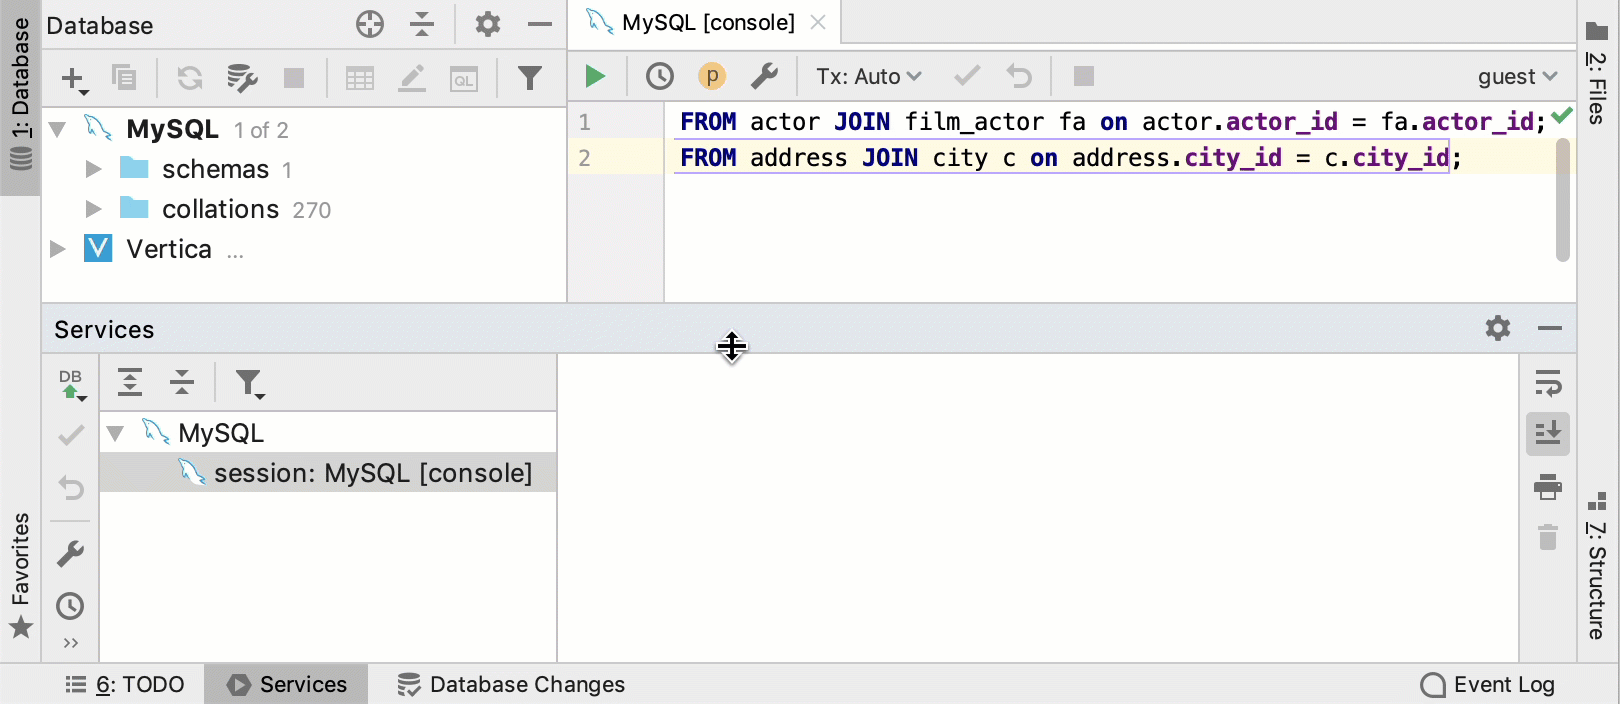 1: Database
Favorites
Database
MySQL 1 of 2
schemas 1
collations 270
Vertica ...
QL
MySQL [console]
p
Tx: Auto
guest
1 FROM actor JOIN film_actor fa on actor.actor_id = fa.actor_id;
2 FROM address JOIN city c on address.city_id = c.city_id;
Services
DB
MySQL
session: MySQL [console]
2: Files
7: Structure
6: TODO
Services
Database Changes
Event Log